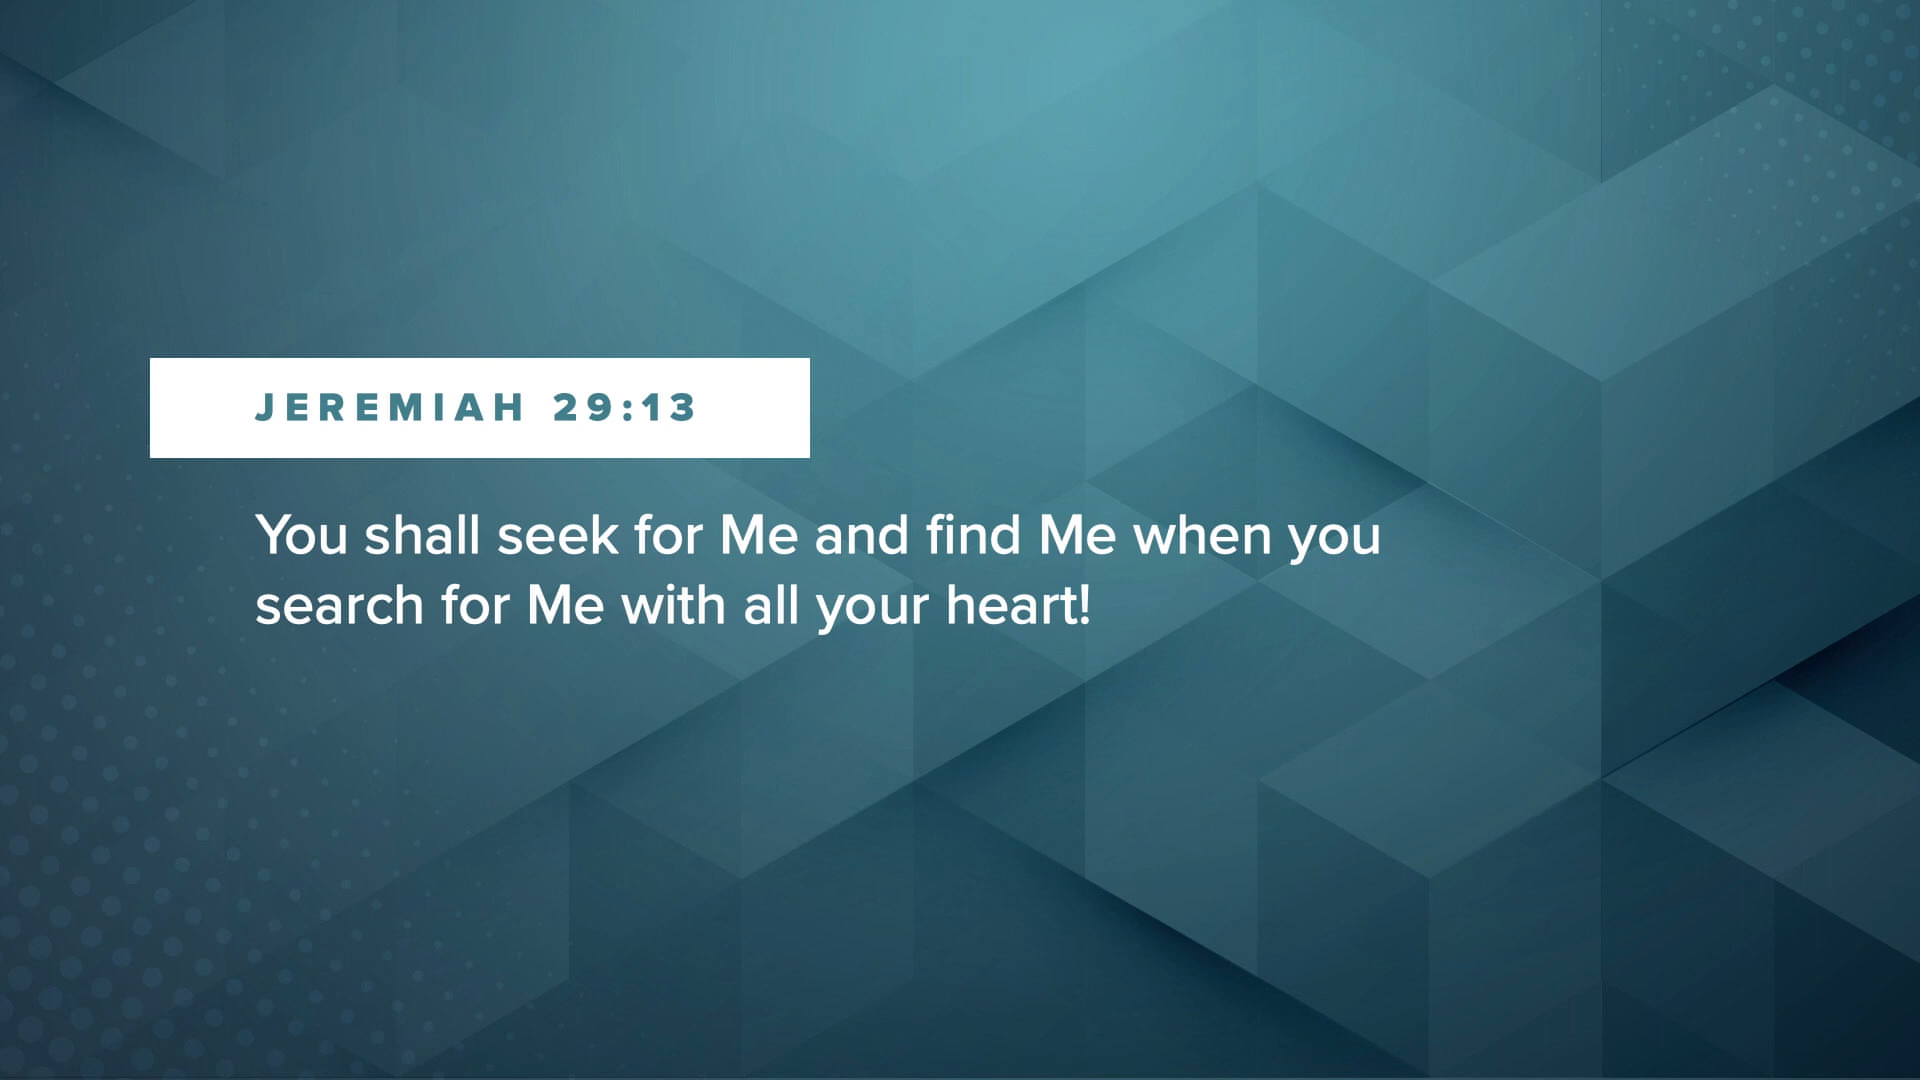 JEREMIAH 29:13
You shall seek for Me and find Me when you
search for Me with all your heart!